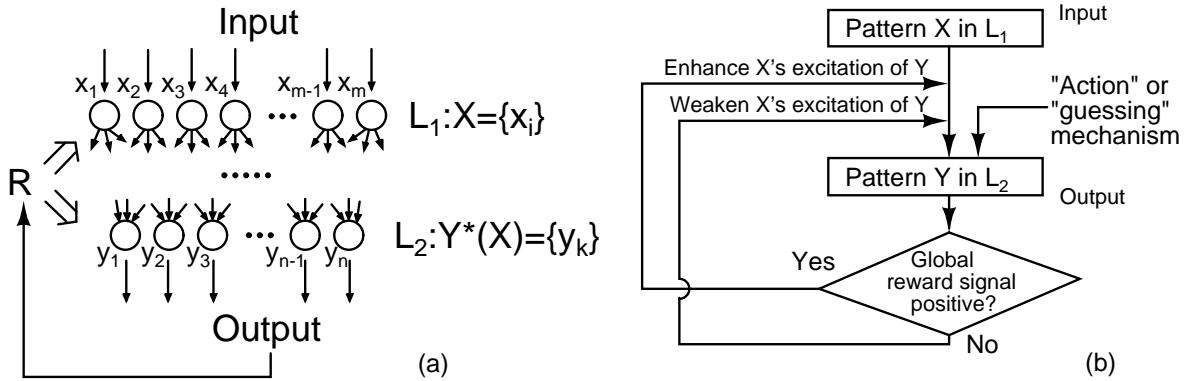 Input
x1 x2 x3 x4 ... xm-1 xm
L1:X={xi}
.....
R
...
L2:Y*(X)={yk}
y1 y2 y3 yn-1 yn
Output
(a)
Pattern X in L1
Input
Enhance X's excitation of Y
Weaken X's excitation of Y
"Action" or
"guessing"
mechanism
Pattern Y in L2
Output
Yes
Global
reward signal
positive?
No
(b)